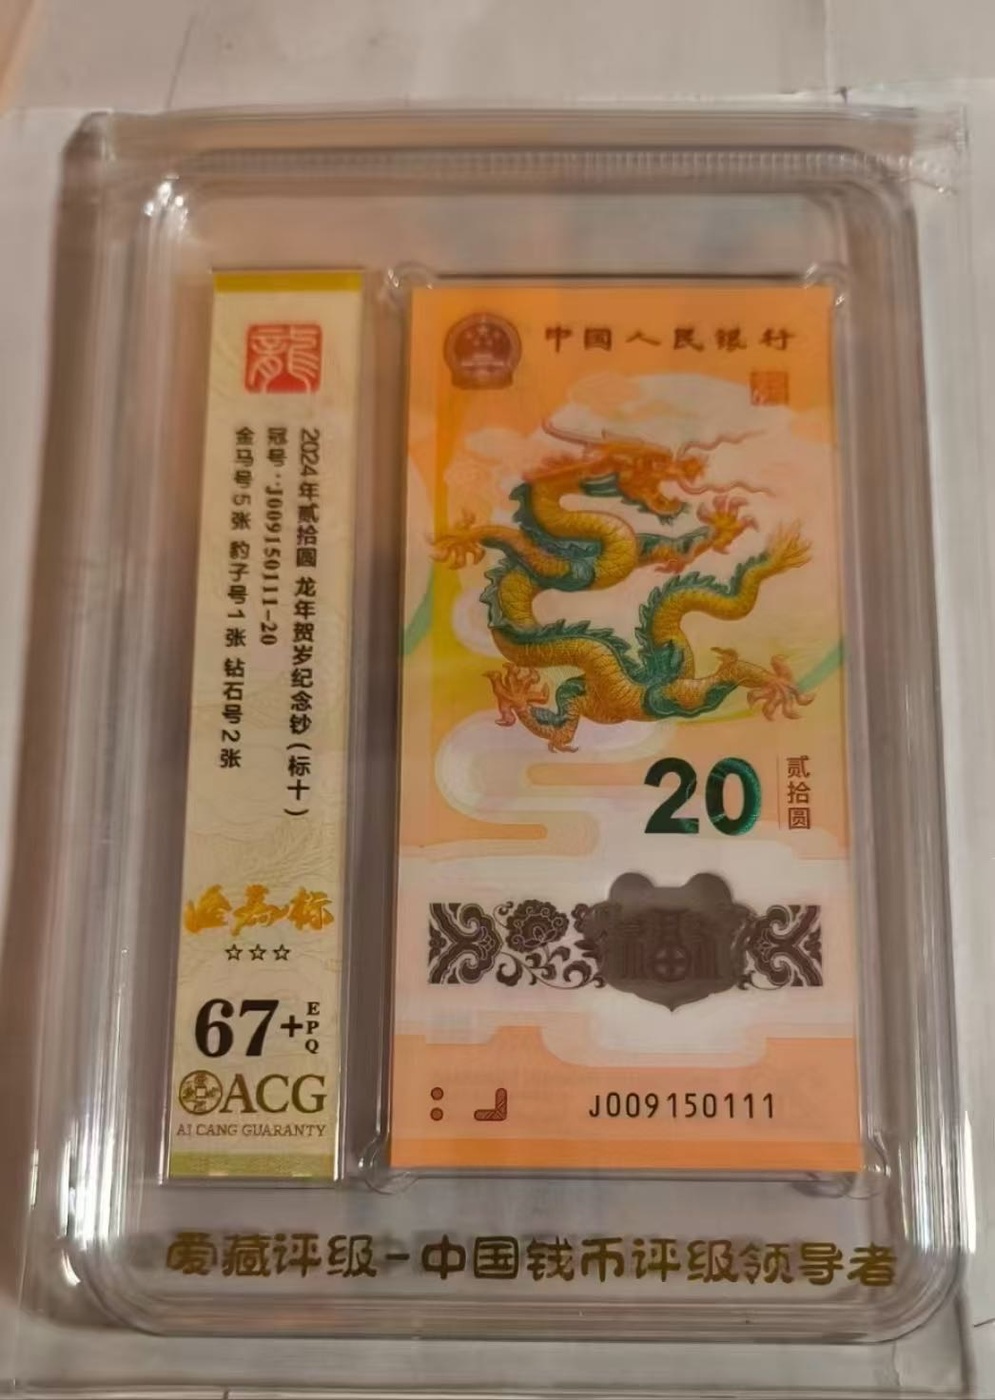 龍
2024年贰拾圆 龙年贺岁纪念钞(标十)
冠号:J009150111-20
金马号5张 豹子号1张 钻石号2张
☆☆☆
67+EPQ
ACG
AI CANG GUARANTY
中国人民银行
20
贰拾圆
福
J009150111
爱藏评级-中国钱币评级领导者